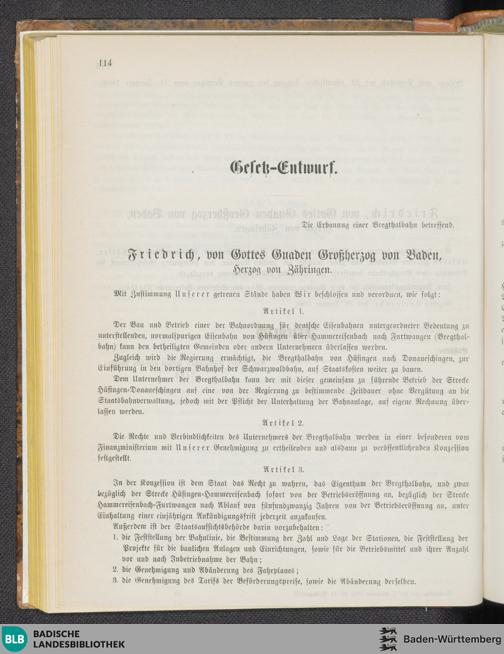 114
Gesetz-Entwurf.
Die Erbauung einer Bregthalbahn betreffend.
Friedrich, von Gottes Gnaden Großherzog von Baden,
Herzog von Zähringen.
Mit Zustimmung Unserer getreuen Stände haben Wir beschlossen und verordnen, wie folgt:
Artikel 1.
Der Bau und Betrieb einer der Bahnordnung für deutsche Eisenbahnen untergeordneter Bedeutung zu
unterstellenden, normalspurigen Eisenbahn von Hüfingen über Hammereisenbach nach Furtwangen (Bregthal-
bahn) kann den betheiligten Gemeinden oder andern Unternehmern überlassen werden.
Zugleich wird die Regierung ermächtigt, die Bregthalbahn von Hüfingen nach Donaueschingen, zur
Einführung in den dortigen Bahnhof der Schwarzwaldbahn, auf Staatskosten weiter zu bauen.
Dem Unternehmer der Bregthalbahn kann der mit dieser gemeinsam zu führende Betrieb der Strecke
Hüfingen-Donaueschingen auf eine von der Regierung zu bestimmende Zeitdauer ohne Vergütung an die
Staatsbahnverwaltung, jedoch mit der Pflicht der Unterhaltung der Bahnanlage, auf eigene Rechnung über-
lassen werden.
Artikel 2.
Die Rechte und Verbindlichkeiten des Unternehmers der Bregthalbahn werden in einer besonderen vom
Finanzministerium mit Unserer Genehmigung zu ertheilenden und alsdann zu veröffentlichenden Konzession
festgestellt.
Artikel 3.
In der Konzession ist dem Staat das Recht zu wahren, das Eigenthum der Bregthalbahn, und zwar
bezüglich der Strecke Hüfingen-Hammereisenbach sofort von der Betriebseröffnung an, bezüglich der Strecke
Hammereisenbach-Furtwangen nach Ablauf von fünfundzwanzig Jahren von der Betriebseröffnung an, unter
Einhaltung einer einjährigen Ankündigungsfrist jederzeit anzukaufen.
Außerdem ist der Staatsaufsichtsbehörde darin vorzubehalten:
1. die Feststellung der Bahnlinie, die Bestimmung der Zahl und Lage der Stationen, die Feststellung der
Projekte für die baulichen Anlagen und Einrichtungen, sowie für die Betriebsmittel und ihrer Anzahl
vor und nach Inbetriebnahme der Bahn;
2. die Genehmigung und Abänderung des Fahrplanes;
3. die Genehmigung des Tarifs der Beförderungspreise, sowie die Abänderung derselben.
BLB BADISCHE
LANDESBIBLIOTHEK
Baden-Württemberg